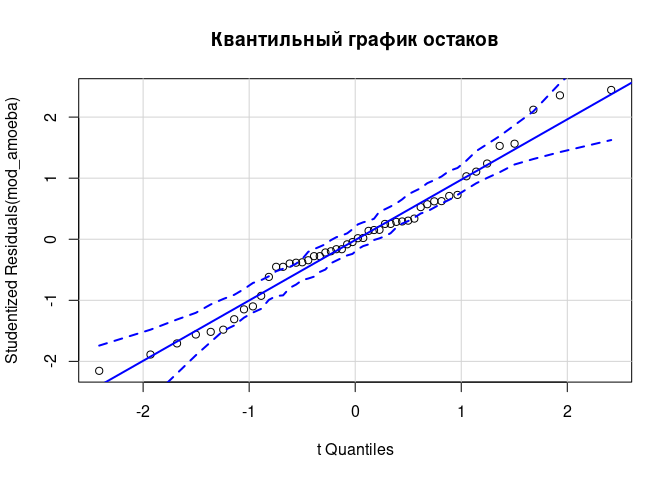 Квантильный график остаков
Studentized Residuals(mod_amoeba)
2
1
0
-1
-2
-2 -1 0 1 2
t Quantiles